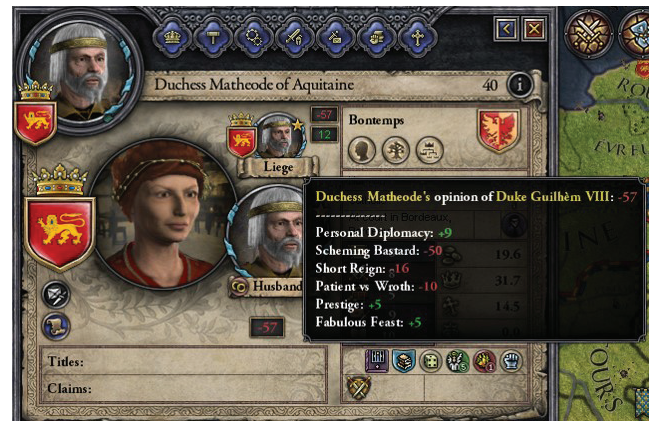 Duchess Matheode of Aquitaine
40
-57
12
Liege
Bontemps
Duchess Matheode's opinion of Duke Guilhèm VIII: -57
--------------
Personal Diplomacy: +9
Scheming Bastard: -50
Short Reign: -16
Patient vs Wroth: -10
Prestige: +5
Fabulous Feast: +5
in Bordeaux,
19.6
31.7
14.5
Husband
-57
Titles:
Claims:
TOURS